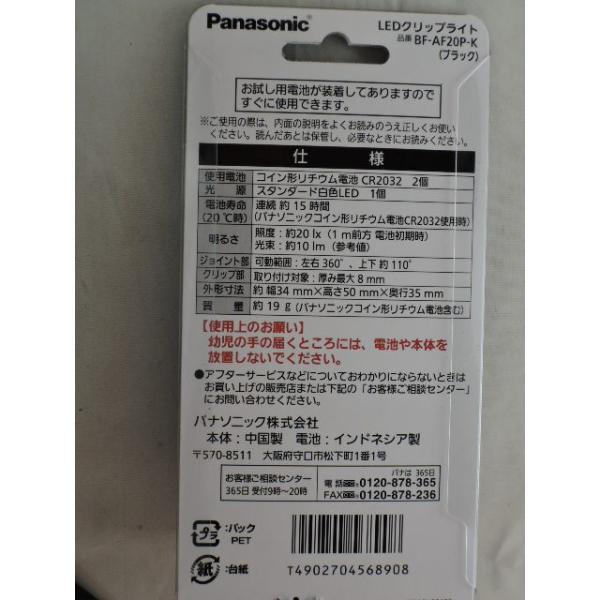 Panasonic
LEDクリップライト
品番 BF-AF20P-K
(ブラック)
お試し用電池が装着してありますので
すぐに使用できます。
※ご使用の際は、内面の説明をよくお読みのうえ正しくお使い
ください。読んだあとは保管し、必要なときにお読みください。
仕 様
使用電池 コイン形リチウム電池 CR2032 2個
光 源 スタンダード白色LED 1個
電池寿命 連続 約 15 時間
(20 ℃時) (パナソニックコイン形リチウム電池CR2032使用時)
明るさ 照度：約20 lx (1 m前方 電池初期時)
光束：約10 lm (参考値)
ジョイント部 可動範囲：左右 360°、上下 約 110°
クリップ部 取り付け対象：厚み最大 8 mm
外形寸法 約 幅34 mm×高さ50 mm×奥行35 mm
質 量 約 19 g (パナソニックコイン形リチウム電池含む)
【使用上のお願い】
幼児の手の届くところには、電池や本体を
放置しないでください。
●アフターサービスなどについておわかりにならないときは
お買い上げの販売店または下記の「お客様ご相談センター」
にお問い合わせください。
パナソニック株式会社
本体：中国製 電池：インドネシア製
〒570-8511 大阪府守口市松下町1番1号
お客様ご相談センター
365日 受付9時～20時
パナは 365日
電話 0120-878-365
FAX 0120-878-236
プラ :パック
PET
紙 :台紙
T4902704568908